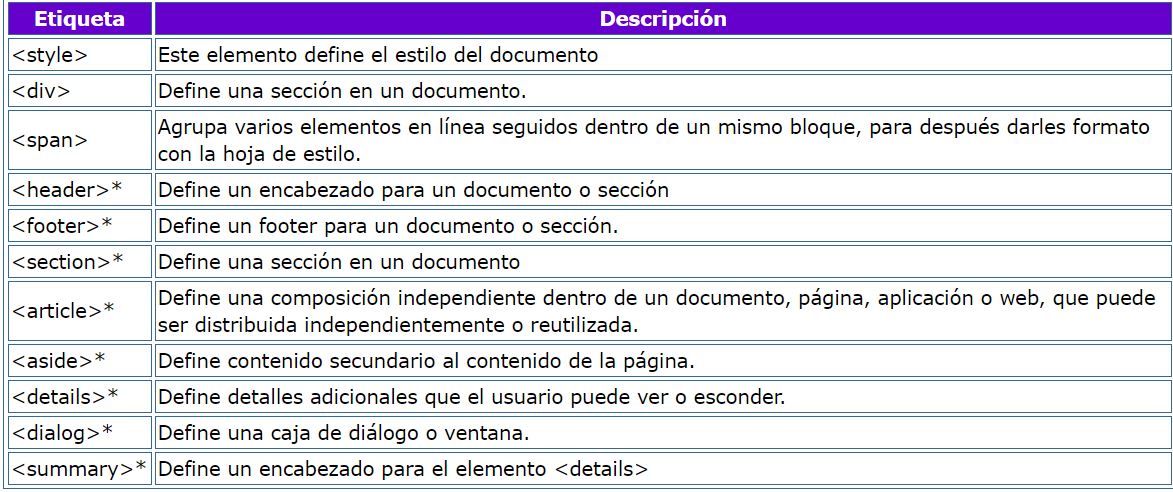 Etiqueta Descripción
<style> Este elemento define el estilo del documento
<div> Define una sección en un documento.
<span> Agrupa varios elementos en línea seguidos dentro de un mismo bloque, para después darles formato
con la hoja de estilo.
<header>* Define un encabezado para un documento o sección
<footer>* Define un footer para un documento o sección.
<section>* Define una sección en un documento
<article>* Define una composición independiente dentro de un documento, página, aplicación o web, que puede
ser distribuida independientemente o reutilizada.
<aside>* Define contenido secundario al contenido de la página.
<details>* Define detalles adicionales que el usuario puede ver o esconder.
<dialog>* Define una caja de diálogo o ventana.
<summary>* Define un encabezado para el elemento <details>